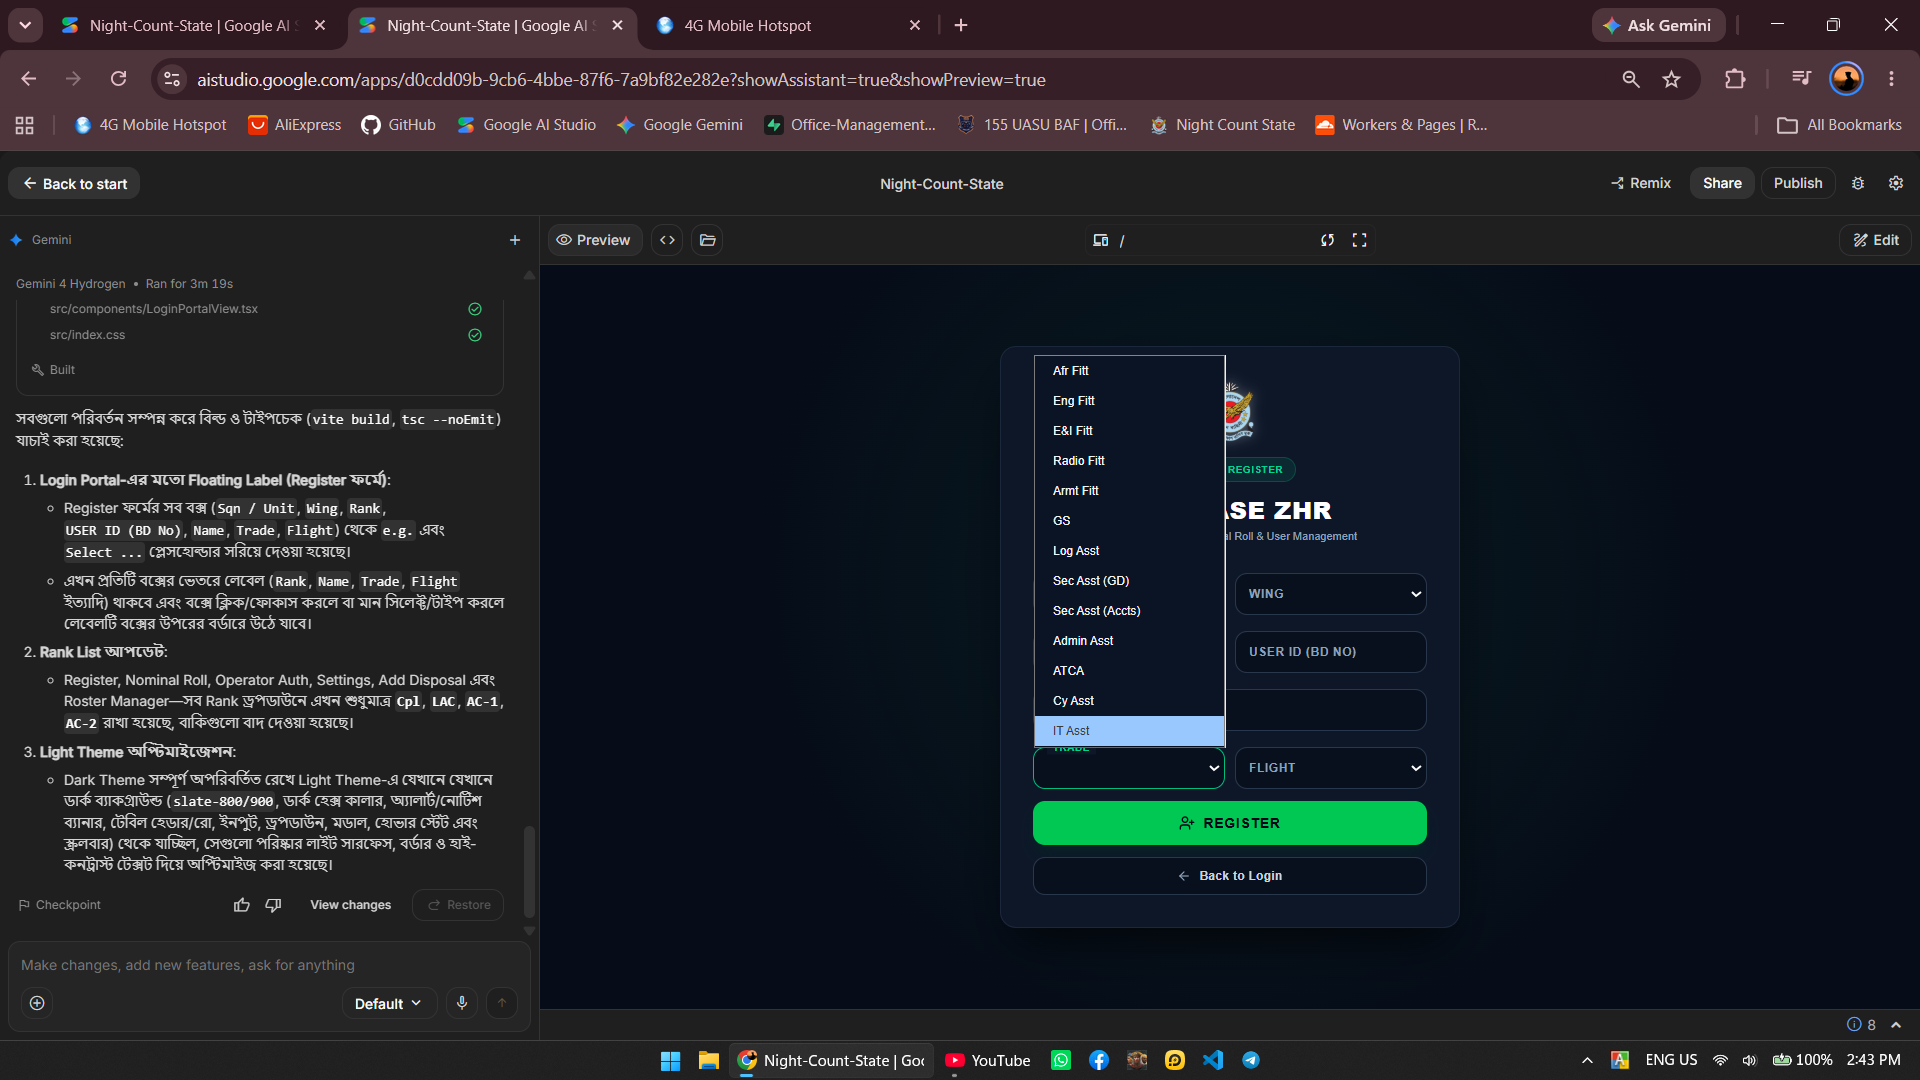 Night-Count-State | Google AI S
Night-Count-State | Google AI S
4G Mobile Hotspot
Ask Gemini
aistudio.google.com/apps/d0cdd09b-9cb6-4bbe-87f6-7a9bf82e282e?showAssistant=true&showPreview=true
4G Mobile Hotspot
AliExpress
GitHub
Google AI Studio
Google Gemini
Office-Management...
155 UASU BAF | Offi...
Night Count State
Workers & Pages | R...
All Bookmarks
Back to start
Night-Count-State
Remix
Share
Publish
Gemini
Preview
/
Edit
Gemini 4 Hydrogen • Ran for 3m 19s
src/components/LoginPortalView.tsx
src/index.css
Built
সবগুলো পরিবর্তন সম্পন্ন করে বিল্ড ও টাইপচেক (vite build, tsc --noEmit)
যাচাই করা হয়েছে:
1. Login Portal-এর মতো Floating Label (Register ফর্মে):
Register ফর্মের সব বক্স (Sqn / Unit, Wing, Rank,
USER ID (BD No), Name, Trade, Flight) থেকে e.g. এবং
Select ... প্লেসহোল্ডার সরিয়ে দেওয়া হয়েছে।
এখন প্রতিটি বক্সের ভেতরে লেবেল (Rank, Name, Trade, Flight
ইত্যাদি) থাকবে এবং বক্সে ক্লিক/ফোকাস করলে বা মান সিলেক্ট/টাইপ করলে
লেবেলটি বক্সের উপরের বর্ডারে উঠে যাবে।
2. Rank List আপডেট:
Register, Nominal Roll, Operator Auth, Settings, Add Disposal এবং
Roster Manager—সব Rank ড্রপডাউনে এখন শুধুমাত্র Cpl, LAC, AC-1,
AC-2 রাখা হয়েছে, বাকিগুলো বাদ দেওয়া হয়েছে।
3. Light Theme অপ্টিমাইজেশন:
Dark Theme সম্পূর্ণ অপরিবর্তিত রেখে Light Theme-এ যেখানে যেখানে
ডার্ক ব্যাকগ্রাউন্ড (slate-800/900, ডার্ক হেক্স কালার, অ্যালার্ট/নোটিশ
ব্যানার, টেবিল হেডার/রো, ইনপুট, ড্রপডাউন, মডাল, হোভার স্টেট এবং
স্ক্রলবার) থেকে যাচ্ছিল, সেগুলো পরিষ্কার লাইট সারফেস, বর্ডার ও হাই-
কনট্রাস্ট টেক্সট দিয়ে অপ্টিমাইজ করা হয়েছে।
Checkpoint
View changes
Restore
Make changes, add new features, ask for anything
Default
Afr Fitt
Eng Fitt
E&I Fitt
Radio Fitt
Armt Fitt
GS
Log Asst
Sec Asst (GD)
Sec Asst (Accts)
Admin Asst
ATCA
Cy Asst
IT Asst
REGISTER
ASE ZHR
l Roll & User Management
WING
USER ID (BD NO)
TRADE
FLIGHT
REGISTER
Back to Login
8
Night-Count-State | Goo
YouTube
ENG US
100%
2:43 PM